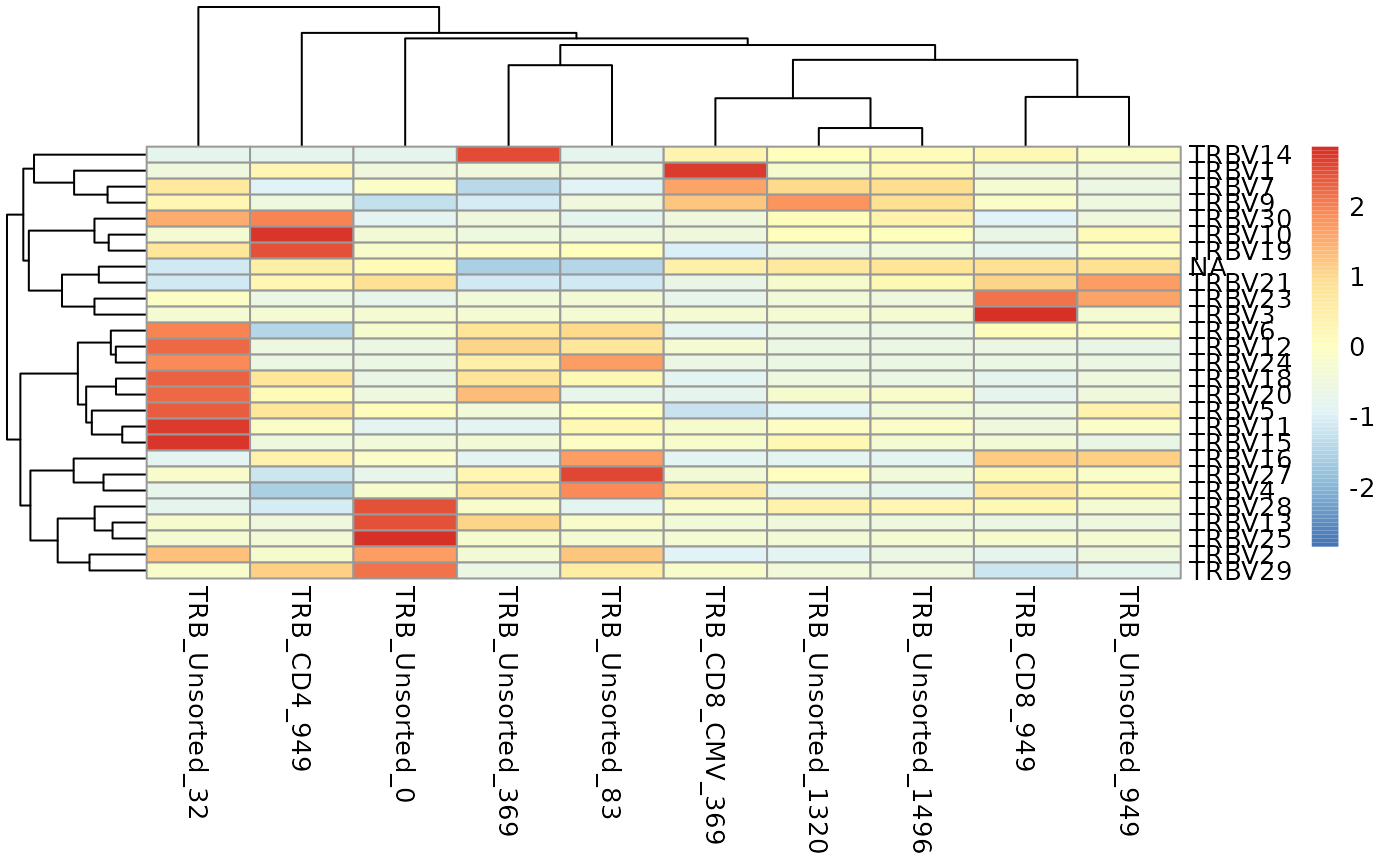 TRBV14
TRBV1
TRBV7
TRBV9
TRBV30
TRBV10
TRBV19
NA
TRBV21
TRBV23
TRBV3
TRBV6
TRBV12
TRBV24
TRBV18
TRBV20
TRBV5
TRBV11
TRBV15
TRBV16
TRBV27
TRBV4
TRBV28
TRBV13
TRBV25
TRBV2
TRBV29
2
1
0
-1
-2
TRB_Unsorted_32
TRB_CD4_949
TRB_Unsorted_0
TRB_Unsorted_369
TRB_Unsorted_83
TRB_CD8_CMV_369
TRB_Unsorted_1320
TRB_Unsorted_1496
TRB_CD8_949
TRB_Unsorted_949